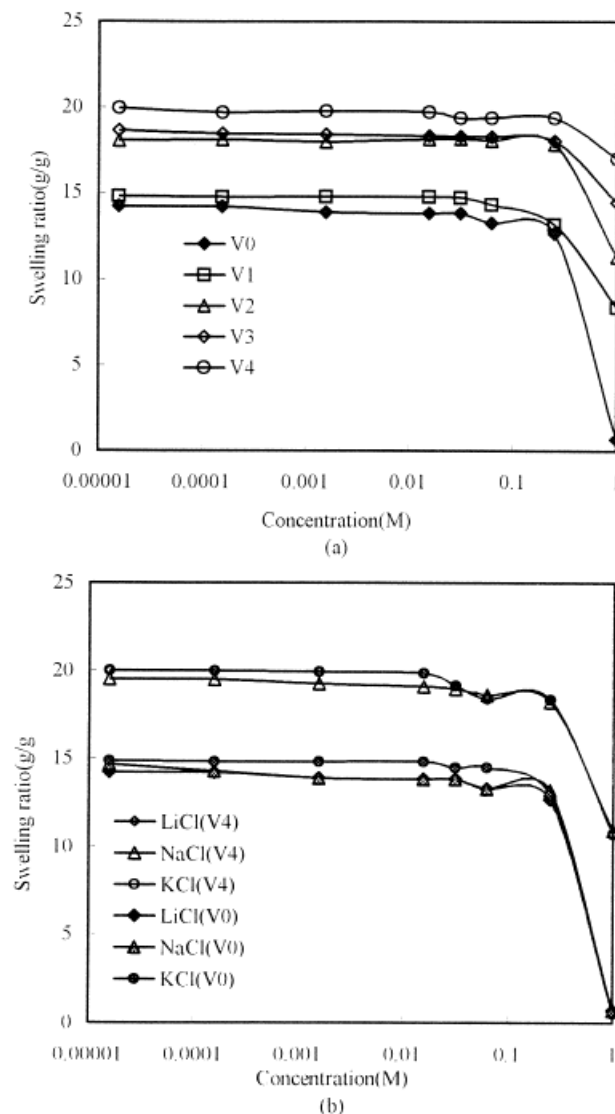 25
20
15
10
5
0
Swelling ratio(g/g)
V0
V1
V2
V3
V4
0.00001
0.0001
0.001
0.01
0.1
1
Concentration(M)
(a)
25
20
15
10
5
0
Swelling ratio(g/g
LiCl(V4)
NaCl(V4)
KCl(V4)
LiCl(V0)
NaCl(V0)
KCl(V0)
0.00001
0.0001
0.001
0.01
0.1
1
Concentration(M)
(b)